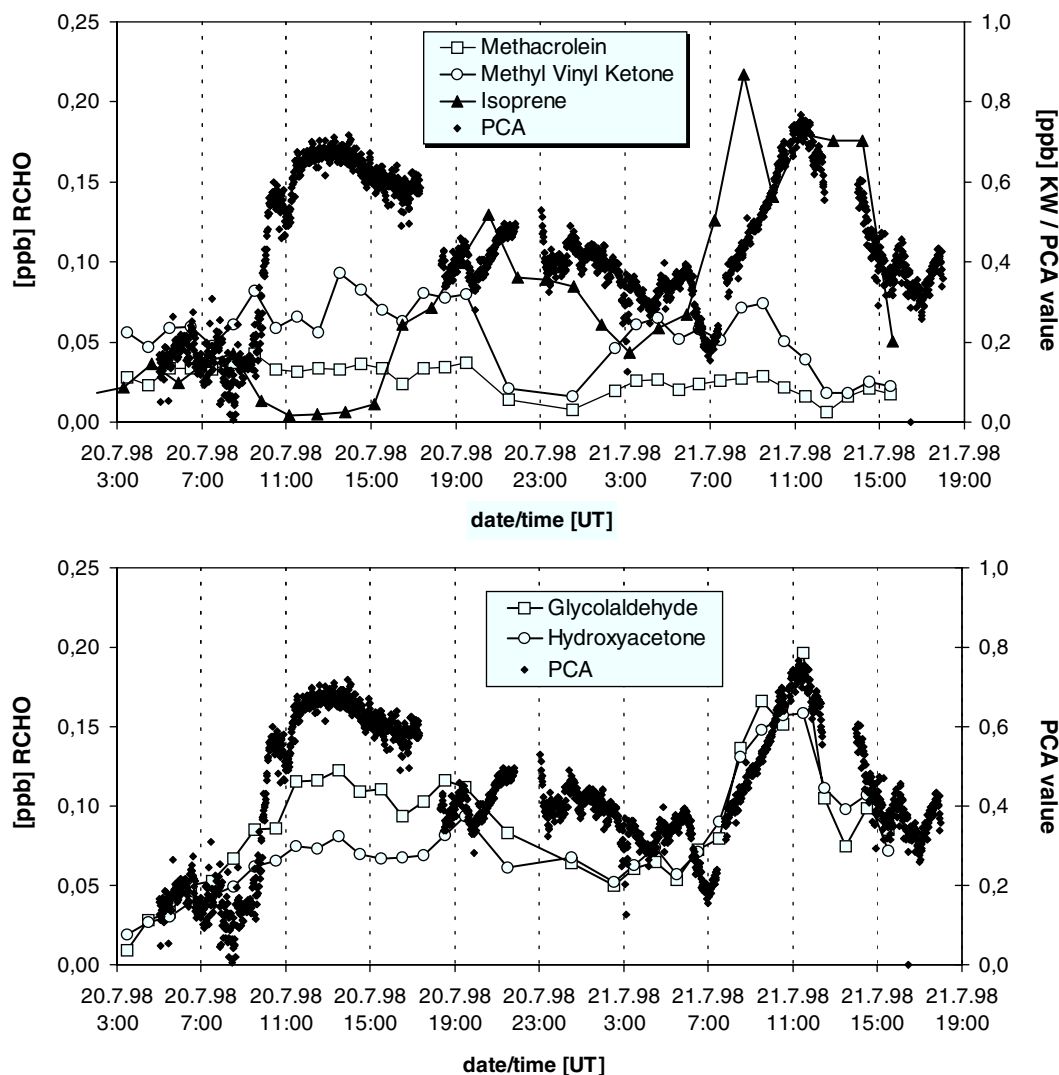 0,25
0,20
0,15
0,10
0,05
0,00
[ppb] RCHO
Methacrolein
Methyl Vinyl Ketone
Isoprene
PCA
1,0
0,8
0,6
0,4
0,2
0,0
[ppb] KW / PCA value
20.7.98 20.7.98 20.7.98 20.7.98 20.7.98 20.7.98 21.7.98 21.7.98 21.7.98 21.7.98 21.7.98
3:00 7:00 11:00 15:00 19:00 23:00 3:00 7:00 11:00 15:00 19:00
date/time [UT]
0,25
0,20
0,15
0,10
0,05
0,00
[ppb] RCHO
Glycolaldehyde
Hydroxyacetone
PCA
1,0
0,8
0,6
0,4
0,2
0,0
PCA value
20.7.98 20.7.98 20.7.98 20.7.98 20.7.98 20.7.98 21.7.98 21.7.98 21.7.98 21.7.98 21.7.98
3:00 7:00 11:00 15:00 19:00 23:00 3:00 7:00 11:00 15:00 19:00
date/time [UT]